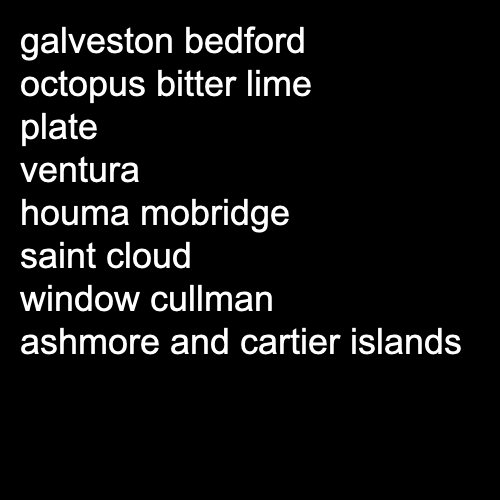 galveston bedford
octopus bitter lime
plate
ventura
houma mobridge
saint cloud
window cullman
ashmore and cartier islands